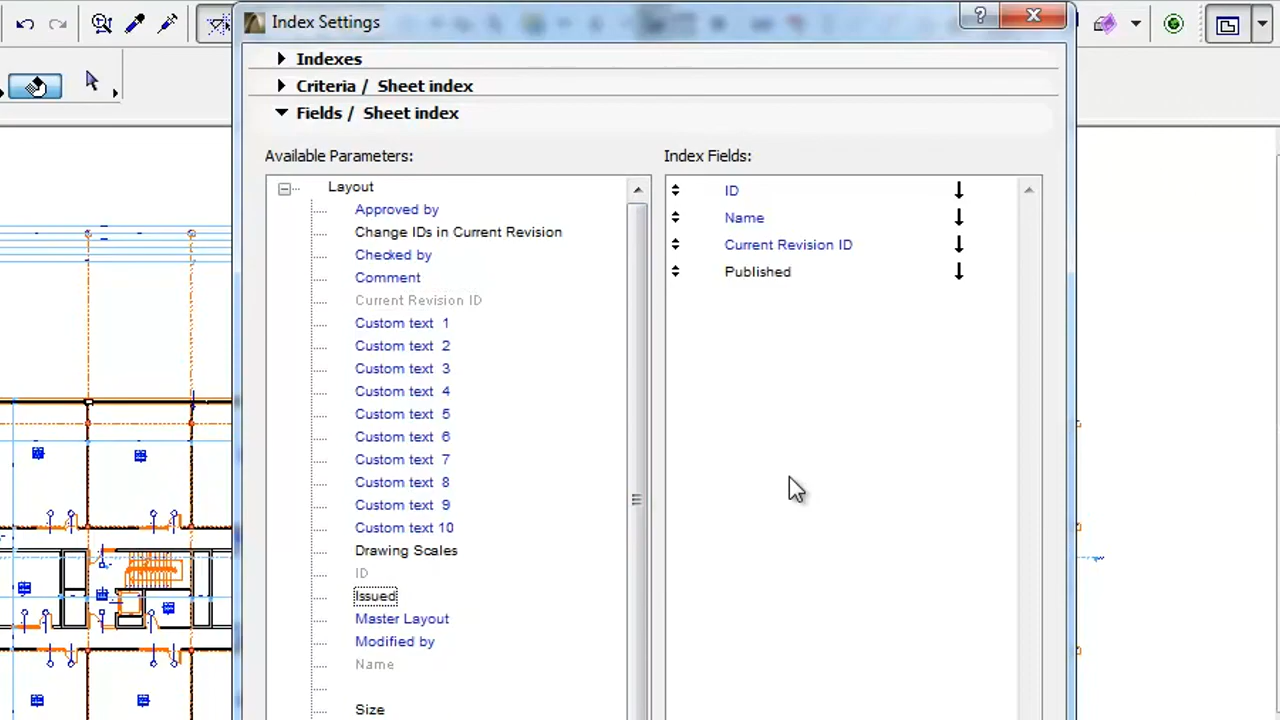 Index Settings
Indexes
Criteria / Sheet index
Fields / Sheet index
Available Parameters:
Layout
Approved by
Change IDs in Current Revision
Checked by
Comment
Current Revision ID
Custom text 1
Custom text 2
Custom text 3
Custom text 4
Custom text 5
Custom text 6
Custom text 7
Custom text 8
Custom text 9
Custom text 10
Drawing Scales
ID
Issued
Master Layout
Modified by
Name
Size
Index Fields:
ID
Name
Current Revision ID
Published